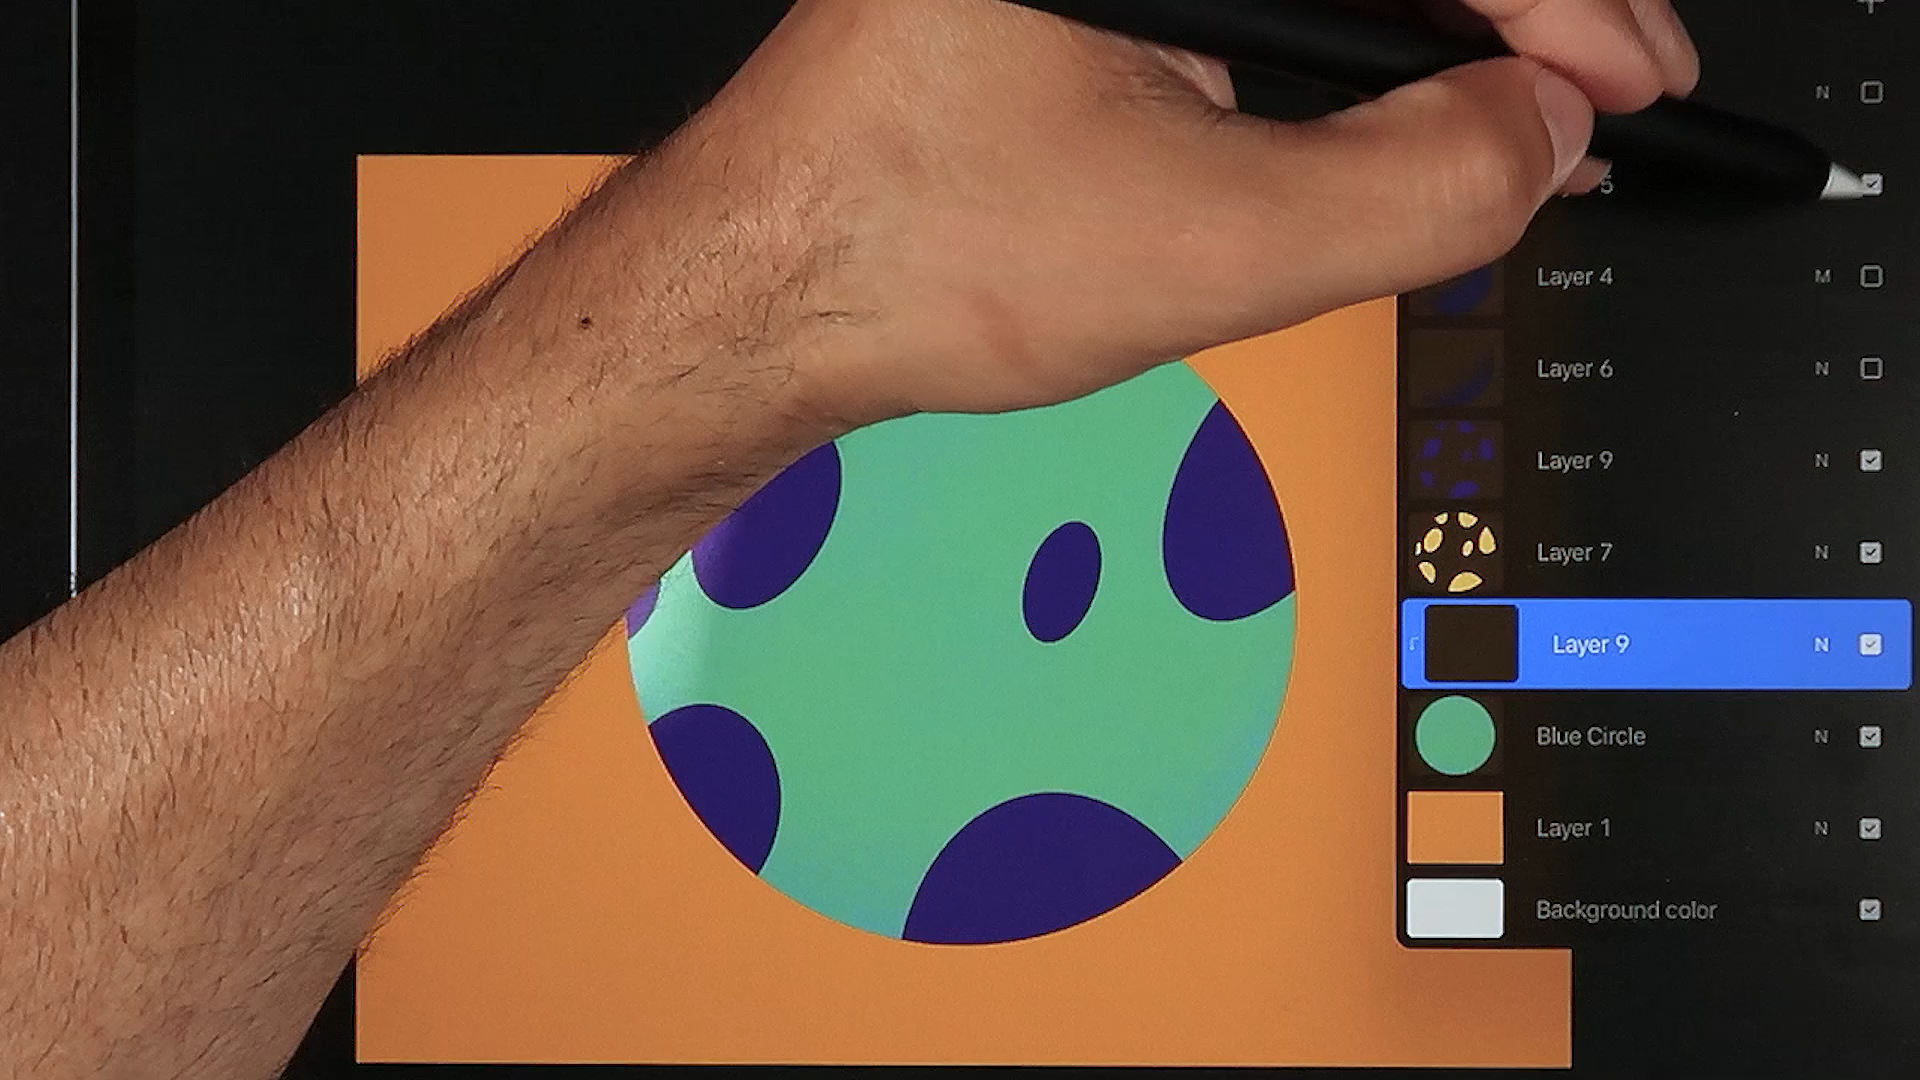 N
5
Layer 4 M
Layer 6 N
Layer 9 N
Layer 7 N
Layer 9 N
Blue Circle N
Layer 1 N
Background color